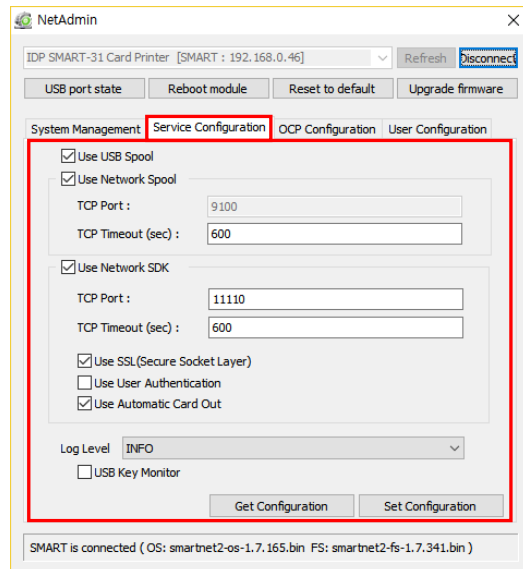 NetAdmin
IDP SMART-31 Card Printer [SMART : 192.168.0.46] Refresh Disconnect
USB port state Reboot module Reset to default Upgrade firmware
System Management Service Configuration OCP Configuration User Configuration
Use USB Spool
Use Network Spool
TCP Port : 9100
TCP Timeout (sec) : 600
Use Network SDK
TCP Port : 11110
TCP Timeout (sec) : 600
Use SSL(Secure Socket Layer)
Use User Authentication
Use Automatic Card Out
Log Level INFO
USB Key Monitor
Get Configuration Set Configuration
SMART is connected ( OS: smartnet2-os-1.7.165.bin FS: smartnet2-fs-1.7.341.bin )